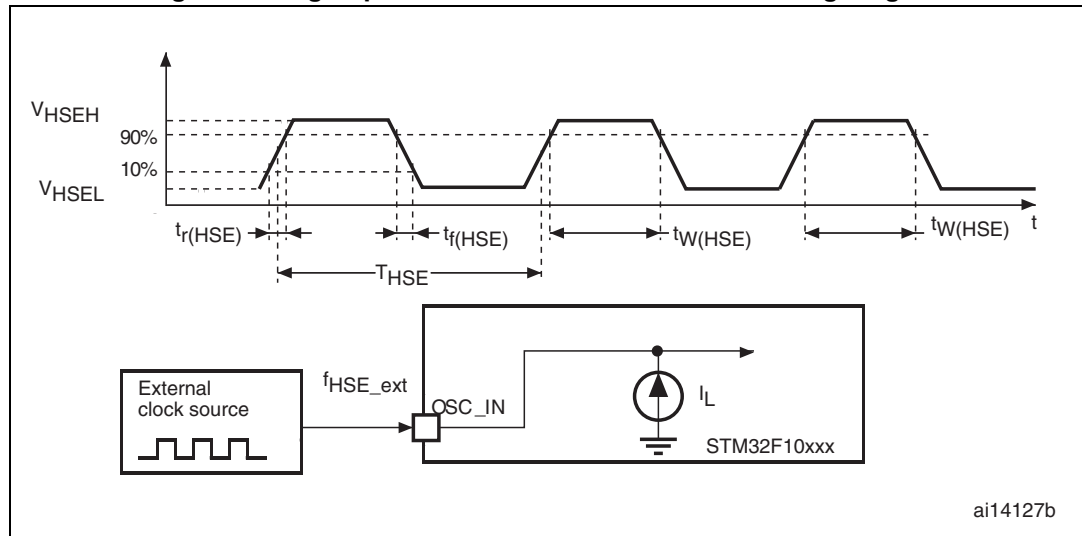 VHSEH
90%
10%
VHSEL
tr(HSE)
tf(HSE)
tW(HSE)
tW(HSE)
t
THSE
External
clock source
fHSE_ext
OSC_IN
IL
STM32F10xxx
ai14127b